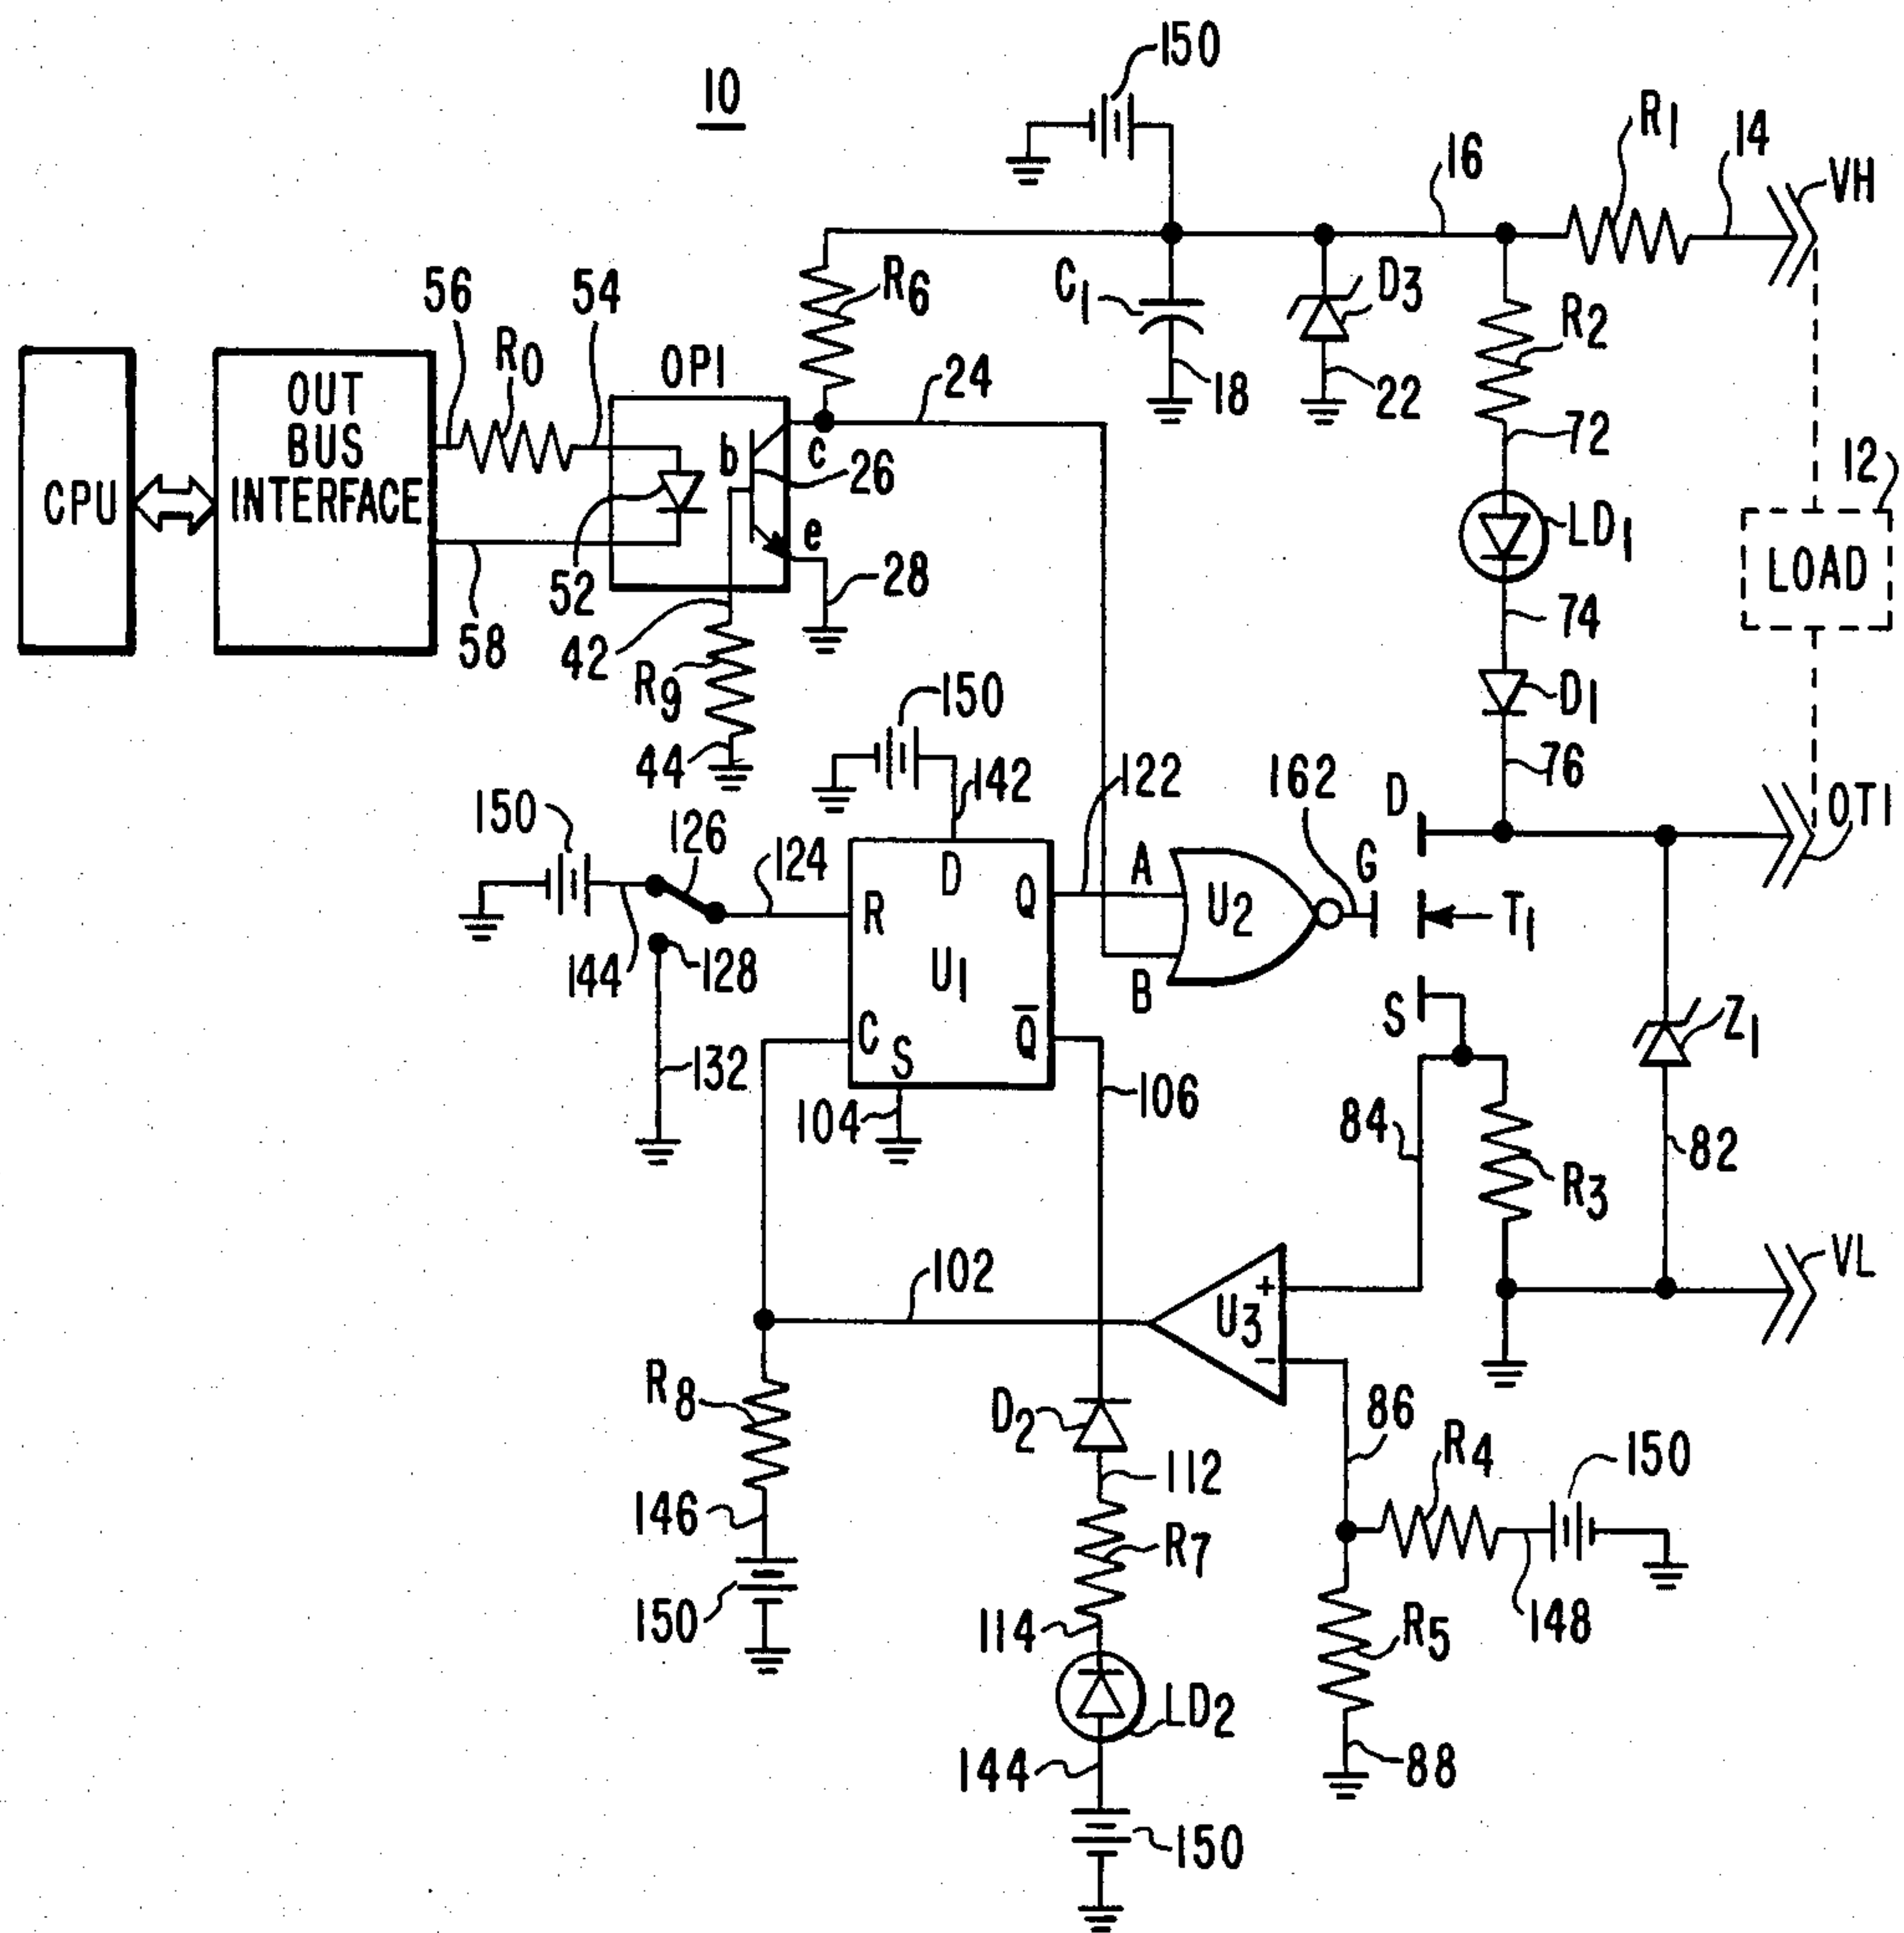 10
150
R1
14
16
VH
56
R0
54
OPI
R6
C1
D3
R2
24
18
22
72
12
CPU
OUT
BUS
INTERFACE
b
c
26
e
52
28
58
42
R9
44
LD1
LOAD
74
D1
76
150
142
122
162
D
OT1
150
126
124
D
R
Q
A
U2
G
T1
144
128
U1
B
S
C
S
Q̅
Z1
132
104
106
84
R3
82
102
+
U3
−
VL
R8
D2
86
R4
150
112
146
R7
150
114
R5
148
LD2
144
88
150